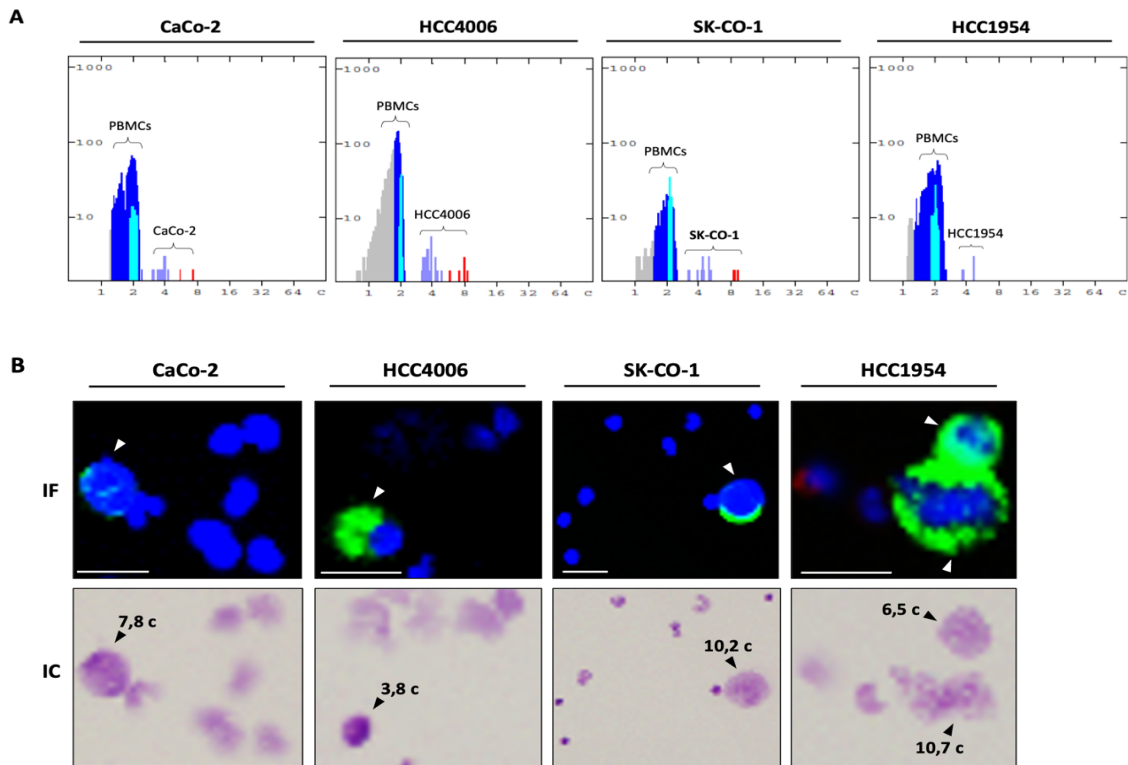 A
CaCo-2 HCC4006 SK-CO-1 HCC1954
1000 1000 1000 1000
PBMCs PBMCs PBMCs PBMCs
100 100 100 100
CaCo-2 HCC4006 SK-CO-1 HCC1954
10 10 10 10
1 2 4 8 16 32 64 c 1 2 4 8 16 32 64 c 1 2 4 8 16 32 64 c 1 2 4 8 16 32 64 c
B
CaCo-2 HCC4006 SK-CO-1 HCC1954
IF
IC
7,8 c 3,8 c 10,2 c 6,5 c
10,7 c